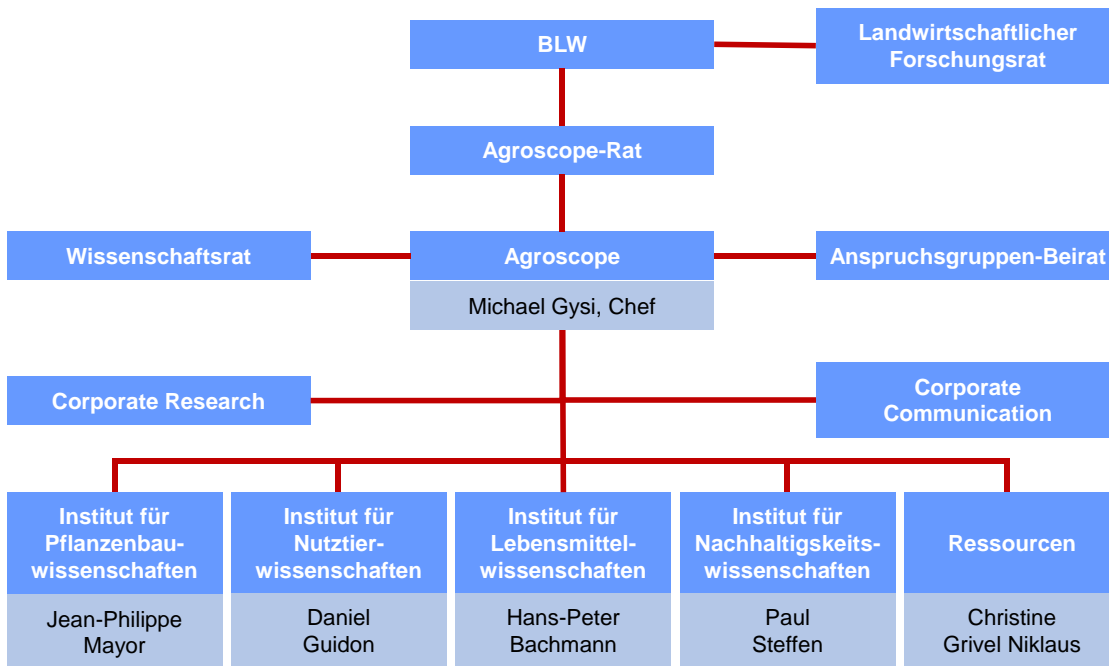 BLW
Landwirtschaftlicher
Forschungsrat
Agroscope-Rat
Wissenschaftsrat
Agroscope
Anspruchsgruppen-Beirat
Michael Gysi, Chef
Corporate Research
Corporate
Communication
Institut für
Pflanzenbau-
wissenschaften
Jean-Philippe
Mayor
Institut für
Nutztier-
wissenschaften
Daniel
Guidon
Institut für
Lebensmittel-
wissenschaften
Hans-Peter
Bachmann
Institut für
Nachhaltigskeits-
wissenschaften
Paul
Steffen
Ressourcen
Christine
Grivel Niklaus